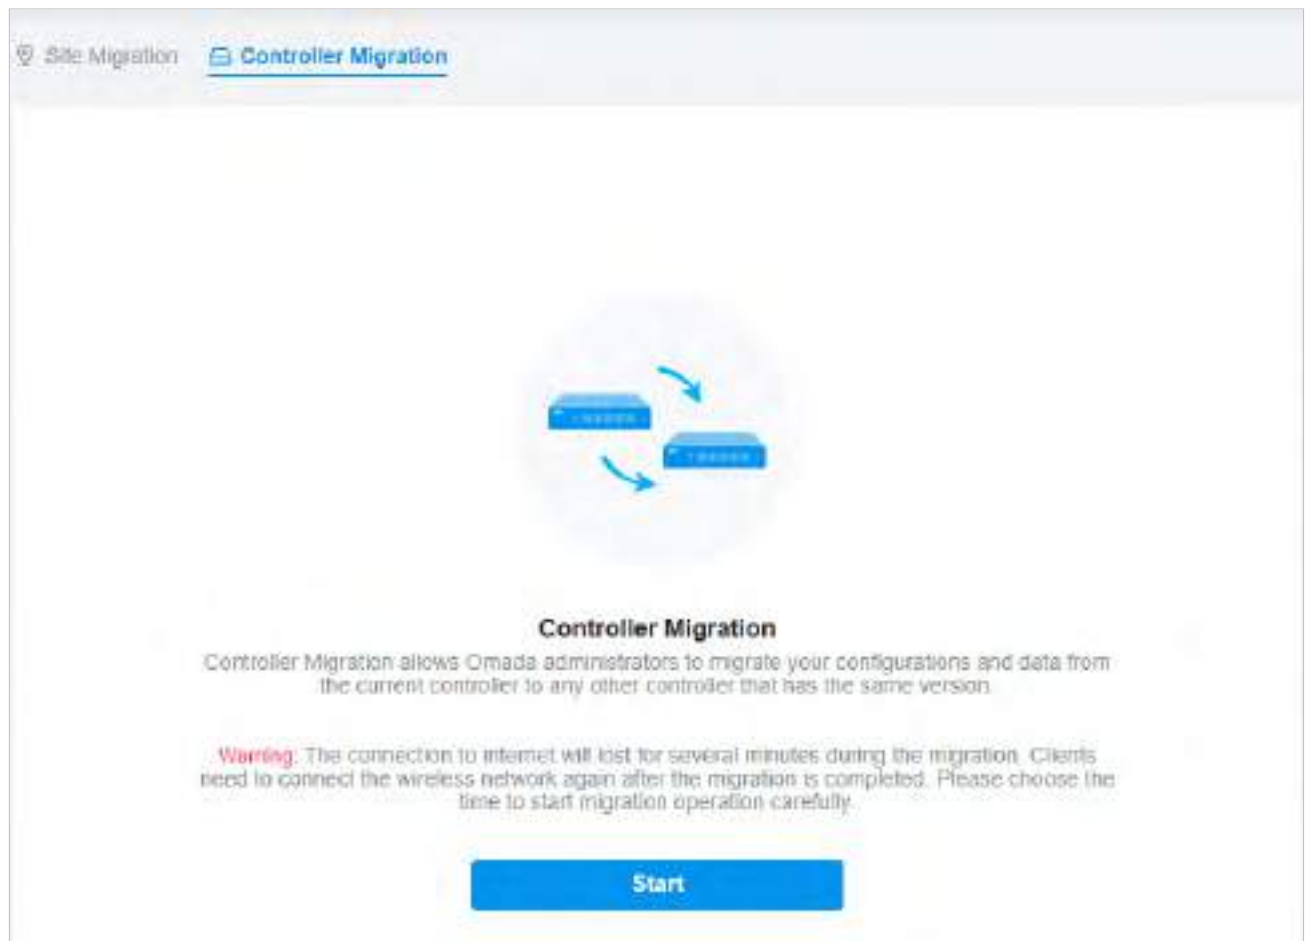 Site Migration
Controller Migration
Controller Migration
Controller Migration allows Omada administrators to migrate your configurations and data from
the current controller to any other controller that has the same version.
Warning: The connection to internet will lost for several minutes during the migration. Clients
need to connect the wireless network again after the migration is completed. Please choose the
time to start migration operation carefully.
Start